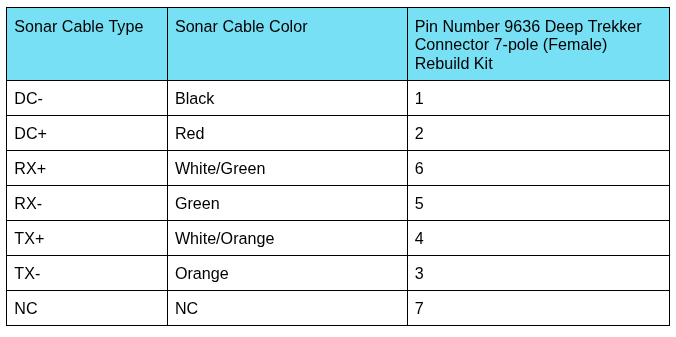 Sonar Cable Type Sonar Cable Color Pin Number 9636 Deep Trekker
Connector 7-pole (Female)
Rebuild Kit
DC- Black 1
DC+ Red 2
RX+ White/Green 6
RX- Green 5
TX+ White/Orange 4
TX- Orange 3
NC NC 7